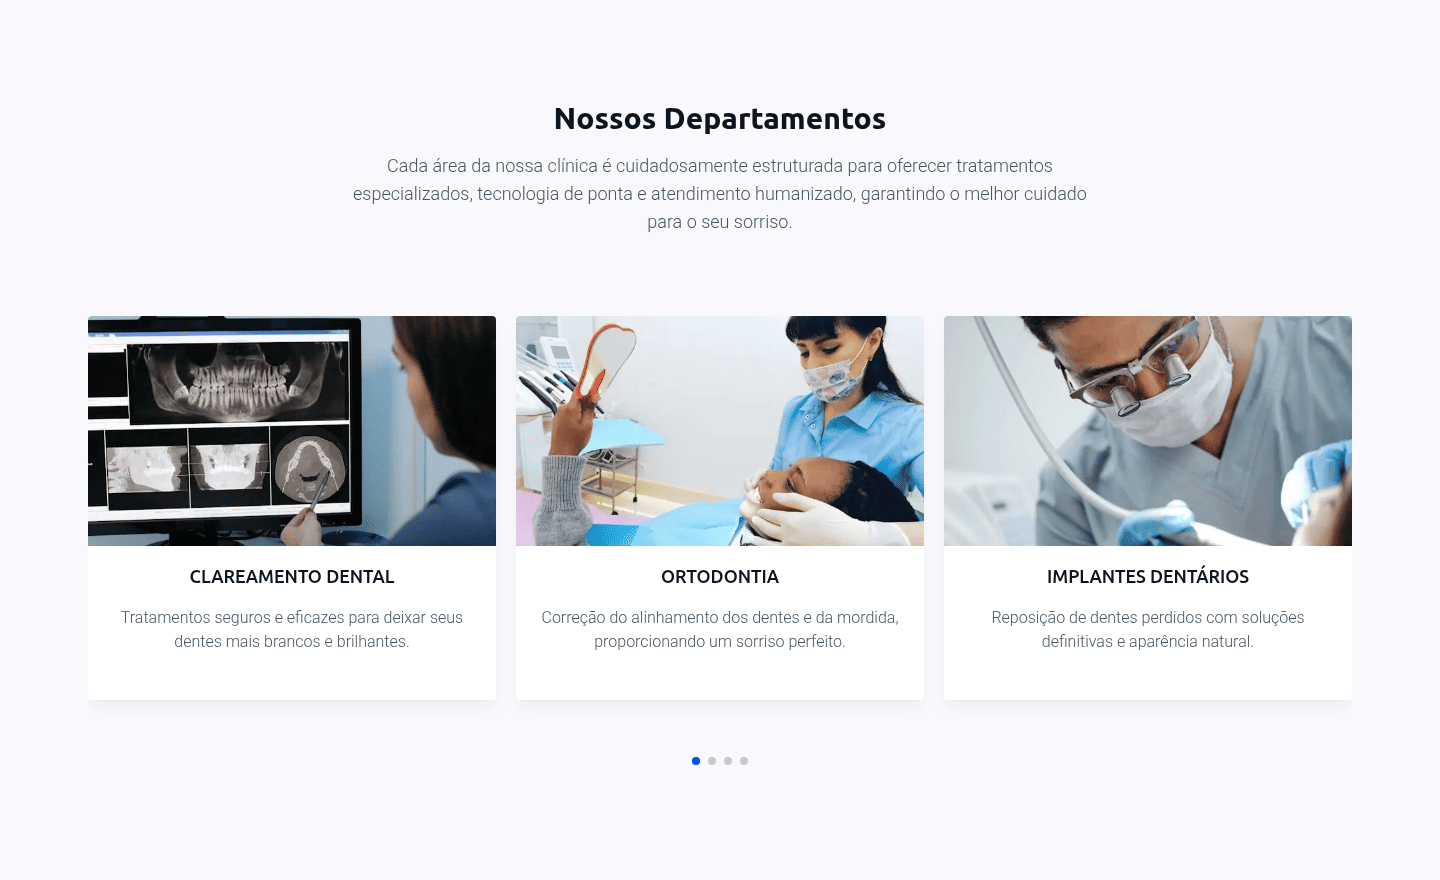 Nossos Departamentos
Cada área da nossa clínica é cuidadosamente estruturada para oferecer tratamentos
especializados, tecnologia de ponta e atendimento humanizado, garantindo o melhor cuidado
para o seu sorriso.
CLAREAMENTO DENTAL
Tratamentos seguros e eficazes para deixar seus
dentes mais brancos e brilhantes.
ORTODONTIA
Correção do alinhamento dos dentes e da mordida,
proporcionando um sorriso perfeito.
IMPLANTES DENTÁRIOS
Reposição de dentes perdidos com soluções
definitivas e aparência natural.